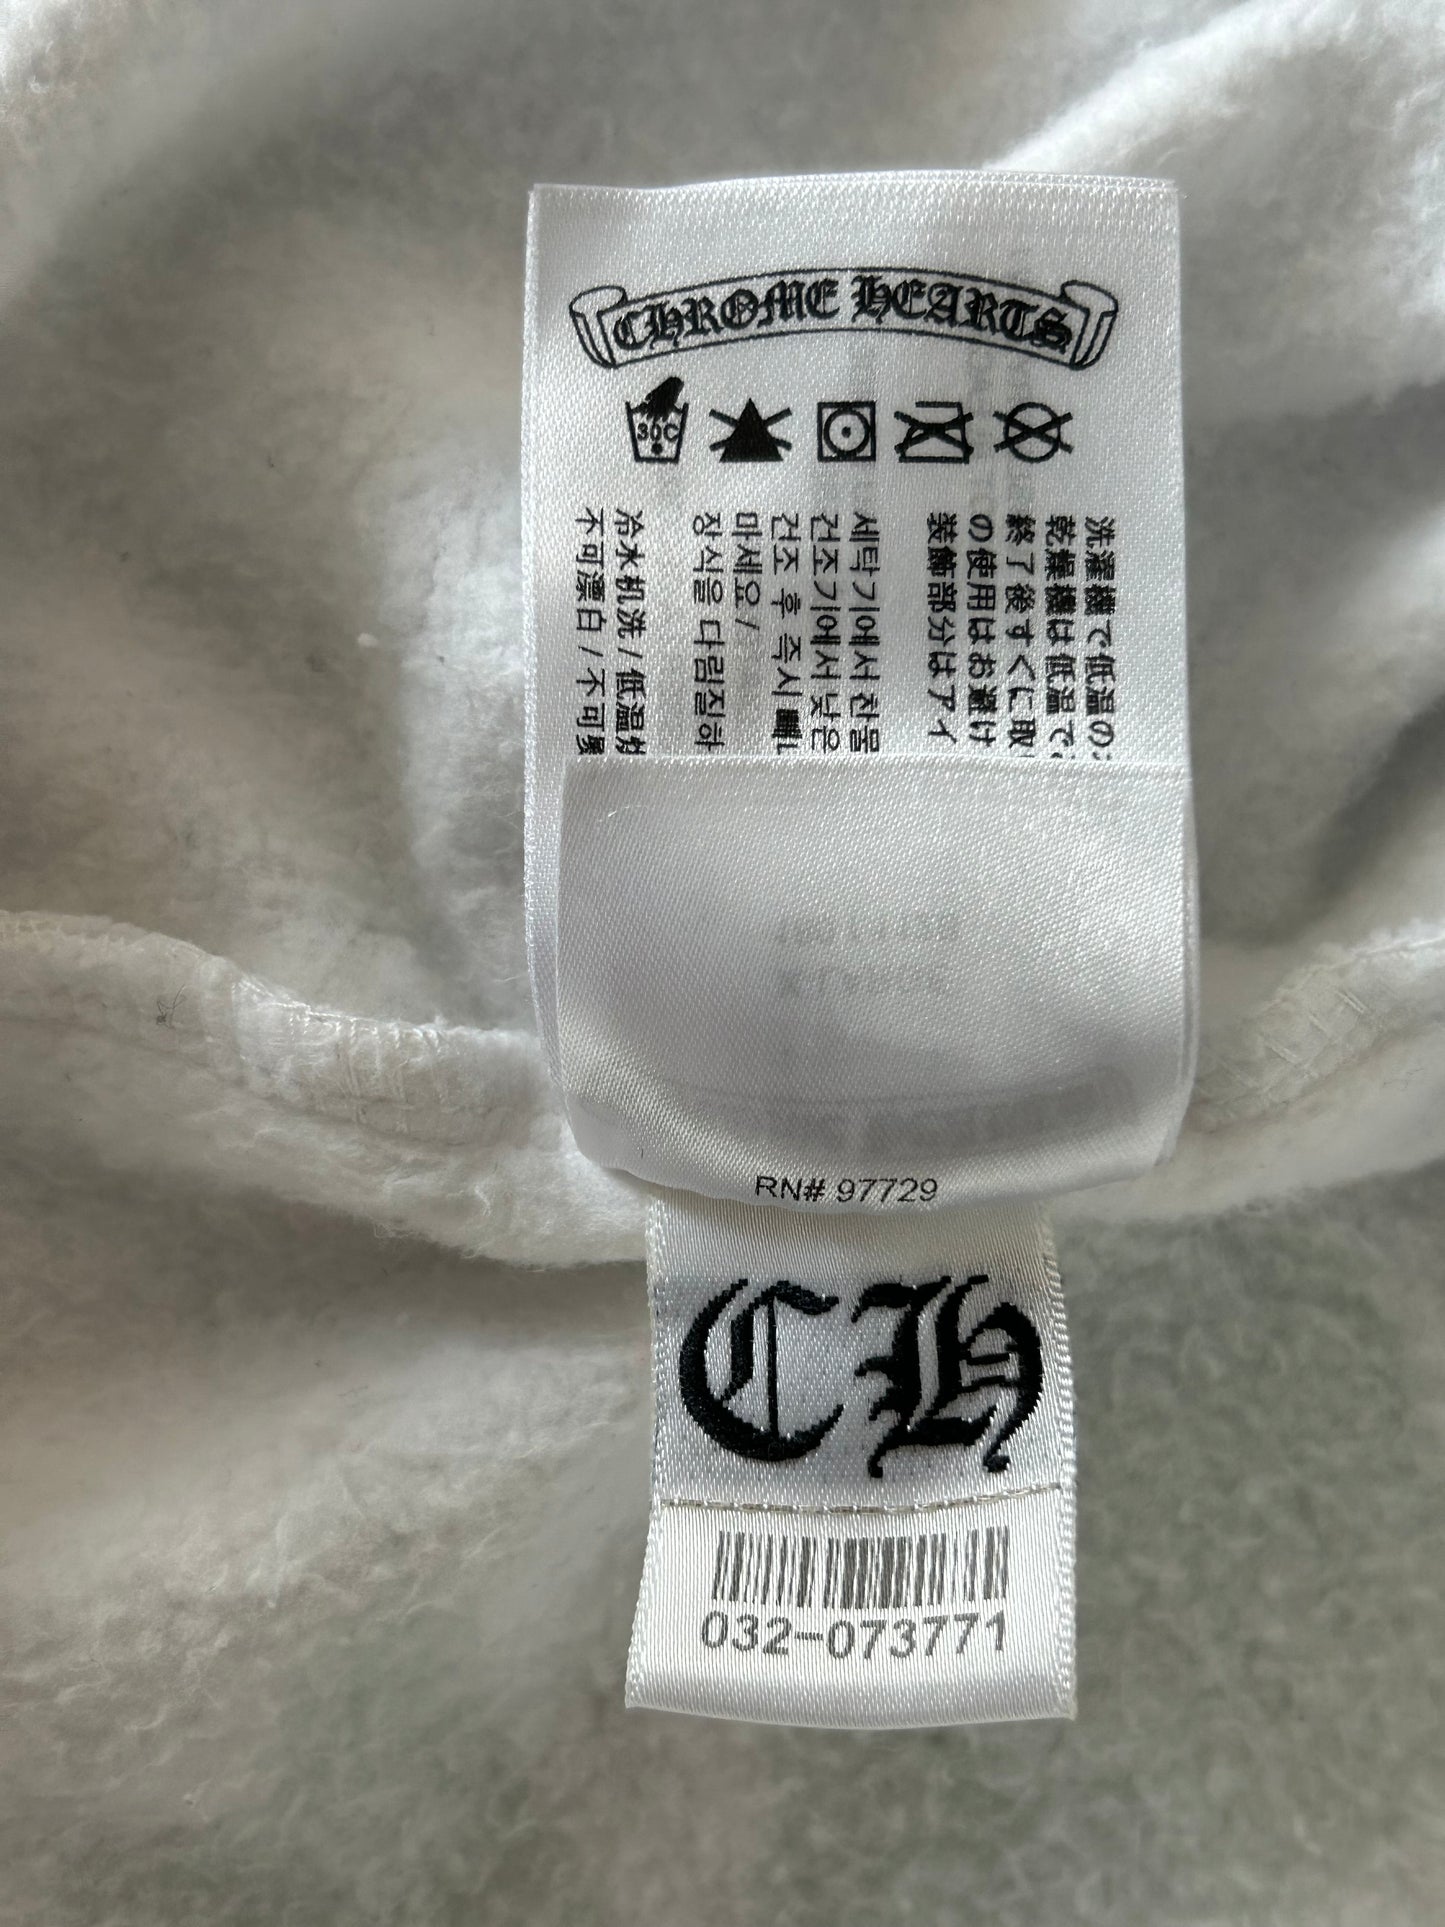 CHROME HEARTS
30C
洗濯機で低温の
乾燥機は低温で
終了後すぐに取
の使用はお避け
装飾部分はアイ
세탁기에서 찬물
건조기에서 낮은
건조 후 즉시
마세요 /
장식을 다림질하
冷水机洗 / 低温
不可漂白 / 不可
RN# 97729
CH
032-073771